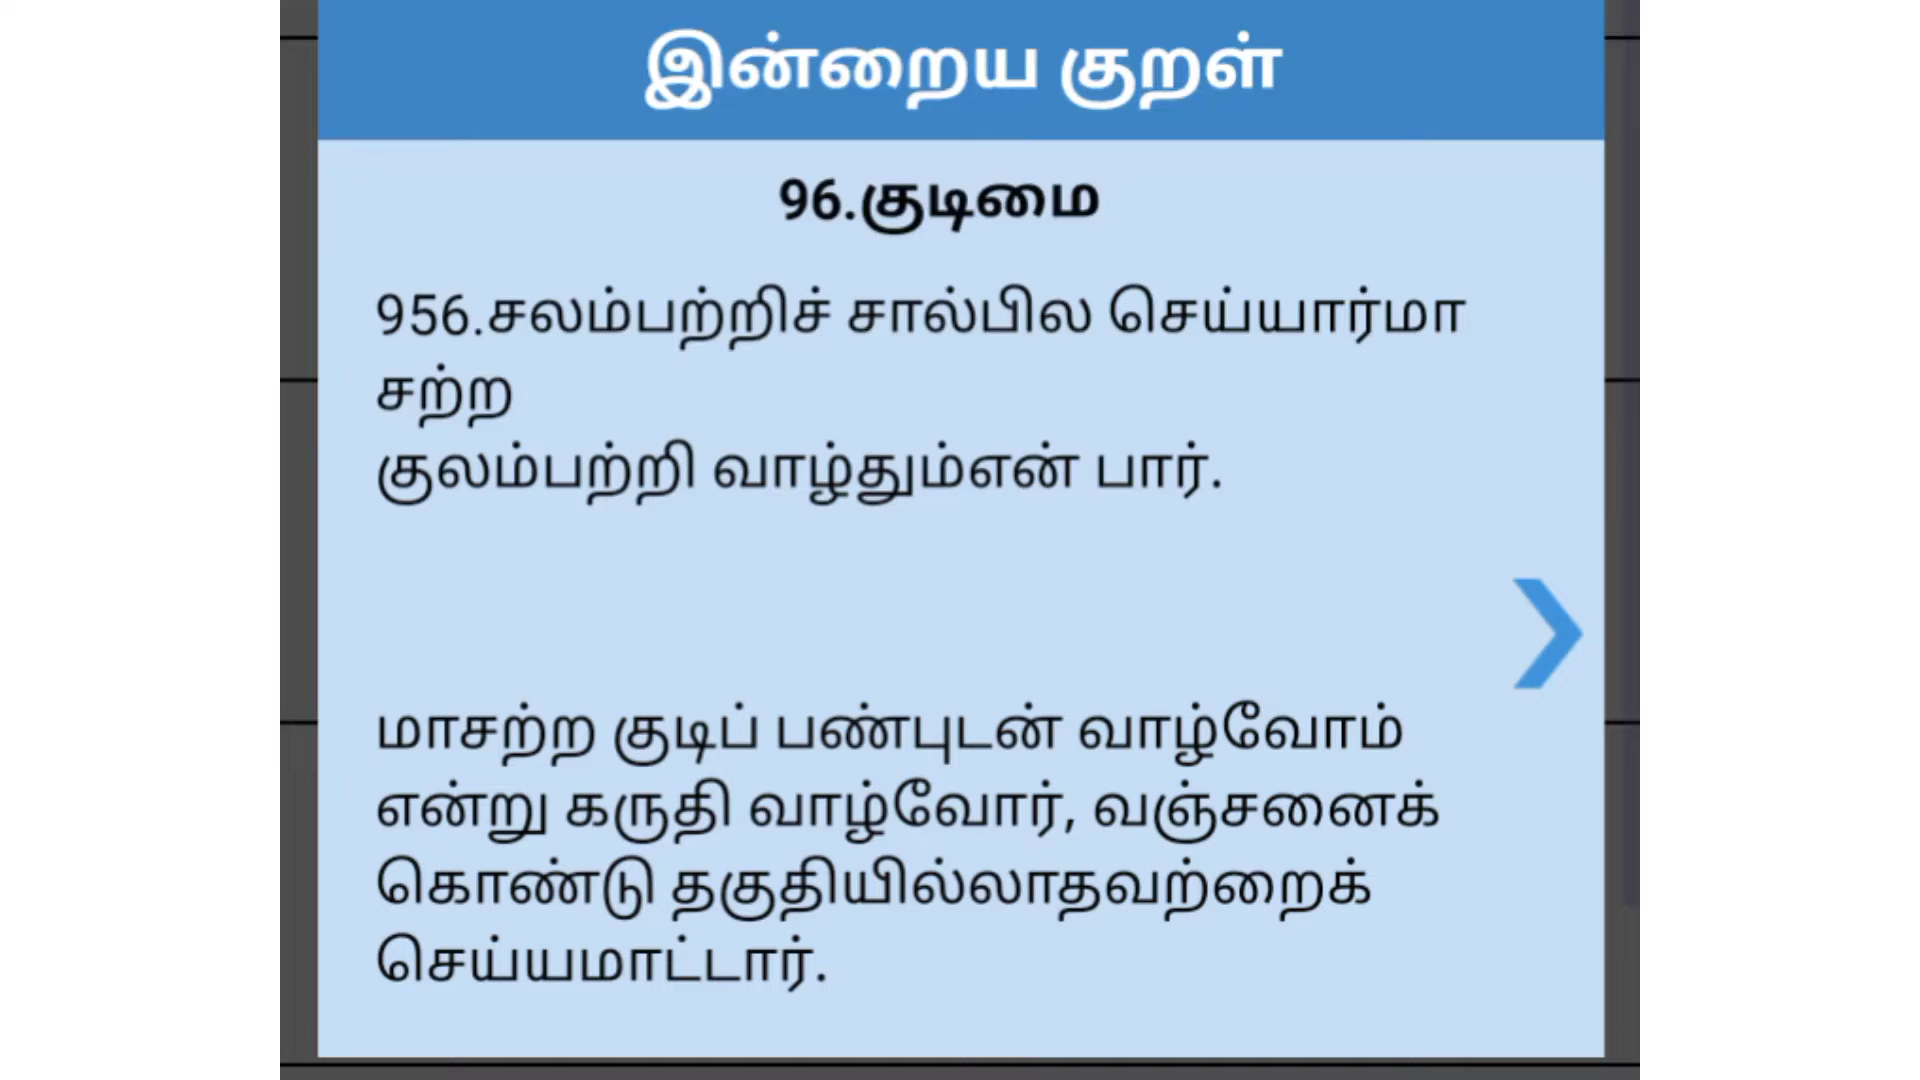 இன்றைய குறள்
96.குடிமை
956.சலம்பற்றிச் சால்பில செய்யார்மா
சற்ற
குலம்பற்றி வாழ்தும்என் பார்.
மாசற்ற குடிப் பண்புடன் வாழ்வோம்
என்று கருதி வாழ்வோர், வஞ்சனைக்
கொண்டு தகுதியில்லாதவற்றைக்
செய்யமாட்டார்.